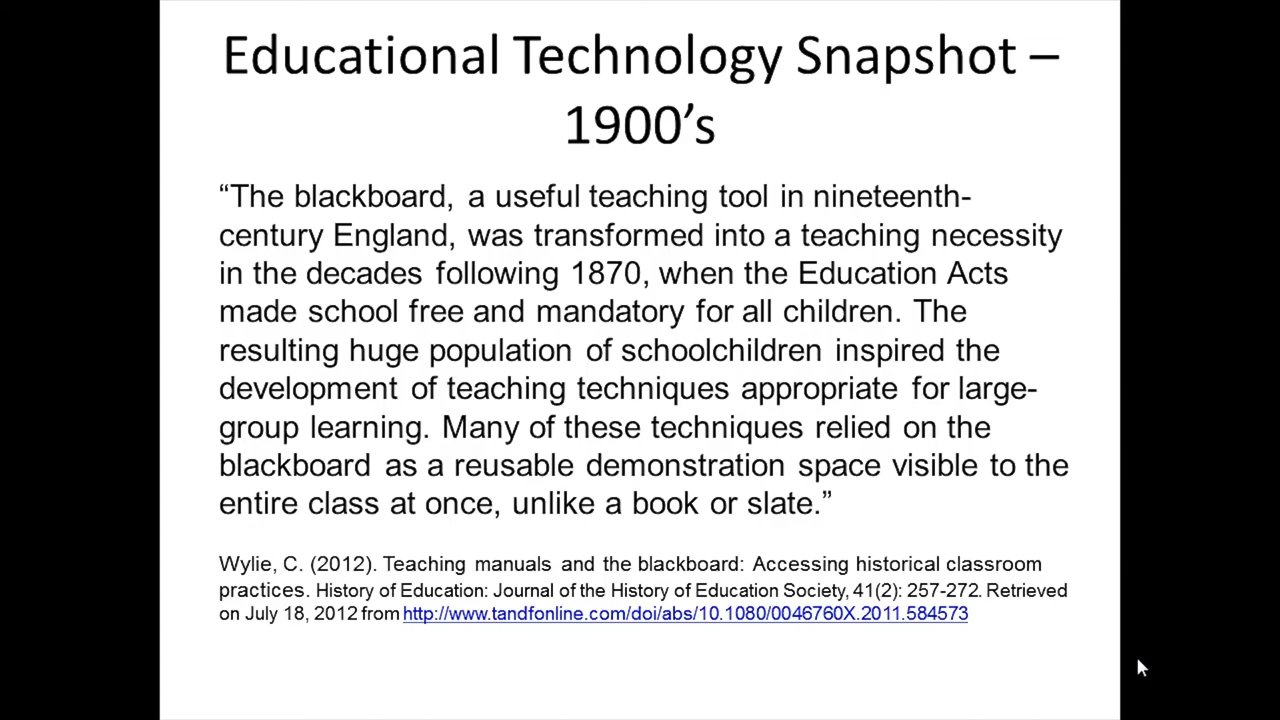 Educational Technology Snapshot –
1900’s
“The blackboard, a useful teaching tool in nineteenth-
century England, was transformed into a teaching necessity
in the decades following 1870, when the Education Acts
made school free and mandatory for all children. The
resulting huge population of schoolchildren inspired the
development of teaching techniques appropriate for large-
group learning. Many of these techniques relied on the
blackboard as a reusable demonstration space visible to the
entire class at once, unlike a book or slate.”
Wylie, C. (2012). Teaching manuals and the blackboard: Accessing historical classroom
practices. History of Education: Journal of the History of Education Society, 41(2): 257-272. Retrieved
on July 18, 2012 from http://www.tandfonline.com/doi/abs/10.1080/0046760X.2011.584573